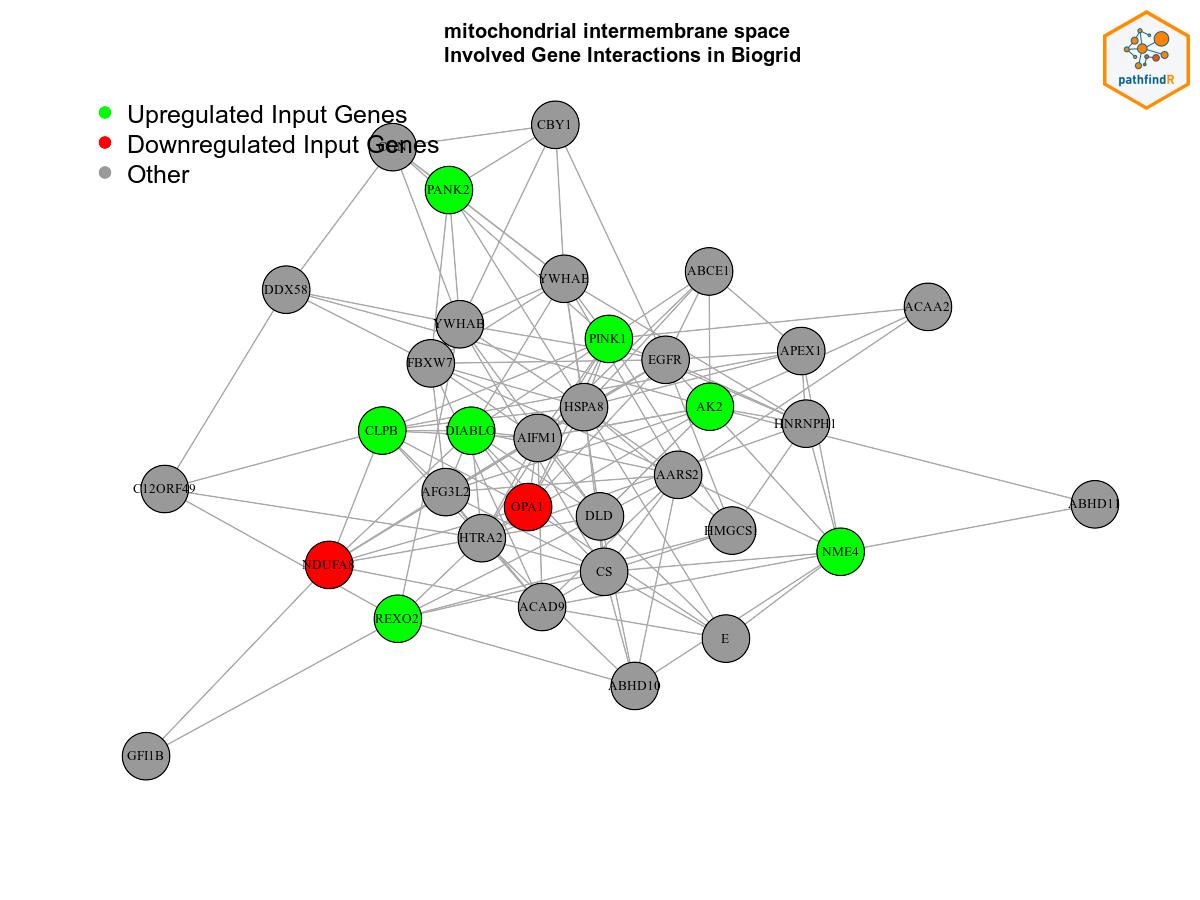 mitochondrial intermembrane space
Involved Gene Interactions in Biogrid
pathfindR
Upregulated Input Genes
Downregulated Input Genes
Other
CBY1
PANK2
DDX58
YWHAE
ABCE1
ACAA2
YWHAB
PINK1
FBXW7
EGFR
APEX1
HSPA8
AK2
CLPB
DIABLO
AIFM1
HNRNPH1
C12ORF49
AFG3L2
OPA1
DLD
AARS2
ABHD11
HTRA2
HMGCS1
NDUFA8
CS
NME4
REXO2
ACAD9
E
ABHD10
GFI1B